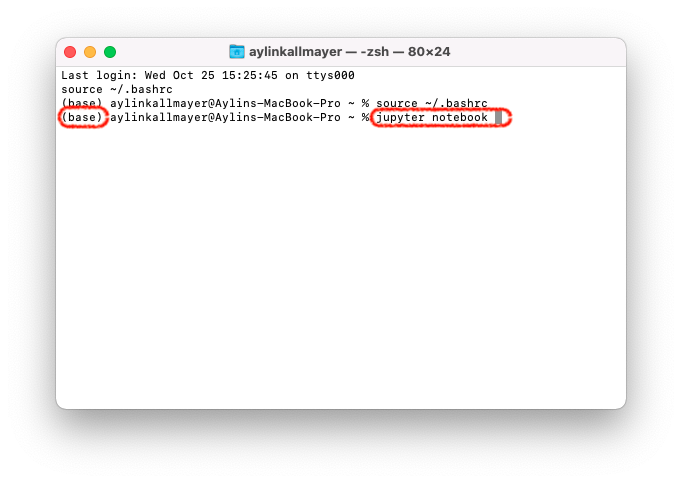 aylinkallmayer — -zsh — 80×24
Last login: Wed Oct 25 15:25:45 on ttys000
source ~/.bashrc
(base) aylinkallmayer@Aylins-MacBook-Pro ~ % source ~/.bashrc
(base) aylinkallmayer@Aylins-MacBook-Pro ~ % jupyter notebook